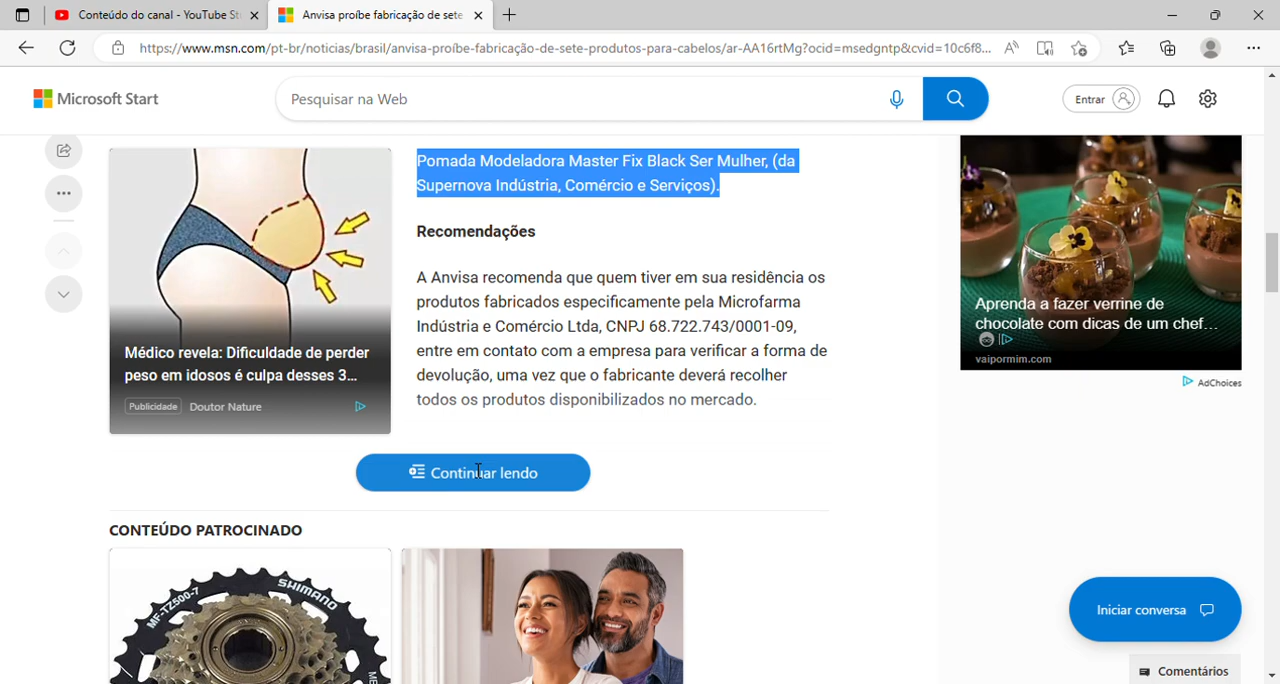 Conteúdo do canal - YouTube St
Anvisa proíbe fabricação de sete
https://www.msn.com/pt-br/noticias/brasil/anvisa-proíbe-fabricação-de-sete-produtos-para-cabelos/ar-AA16rtMg?ocid=msedgntp&cvid=10c6f8...
Microsoft Start
Pesquisar na Web
Entrar
Pomada Modeladora Master Fix Black Ser Mulher, (da
Supernova Indústria, Comércio e Serviços).
Recomendações
A Anvisa recomenda que quem tiver em sua residência os
produtos fabricados especificamente pela Microfarma
Indústria e Comércio Ltda, CNPJ 68.722.743/0001-09,
entre em contato com a empresa para verificar a forma de
devolução, uma vez que o fabricante deverá recolher
todos os produtos disponibilizados no mercado.
Médico revela: Dificuldade de perder
peso em idosos é culpa desses 3...
Publicidade Doutor Nature
Aprenda a fazer verrine de
chocolate com dicas de um chef...
vaipormim.com
AdChoices
Continuar lendo
CONTEÚDO PATROCINADO
MF-TZ500-7
SHIMANO
Iniciar conversa
Comentários